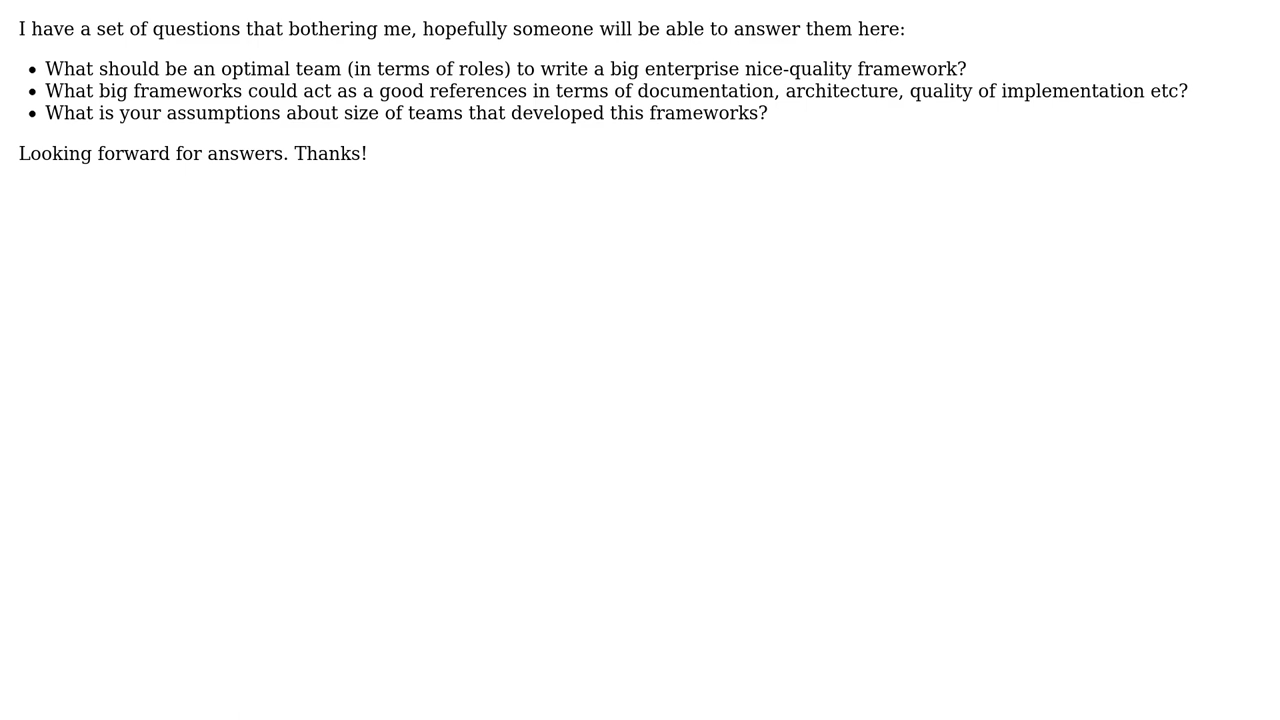 I have a set of questions that bothering me, hopefully someone will be able to answer them here:
• What should be an optimal team (in terms of roles) to write a big enterprise nice-quality framework?
• What big frameworks could act as a good references in terms of documentation, architecture, quality of implementation etc?
• What is your assumptions about size of teams that developed this frameworks?
Looking forward for answers. Thanks!